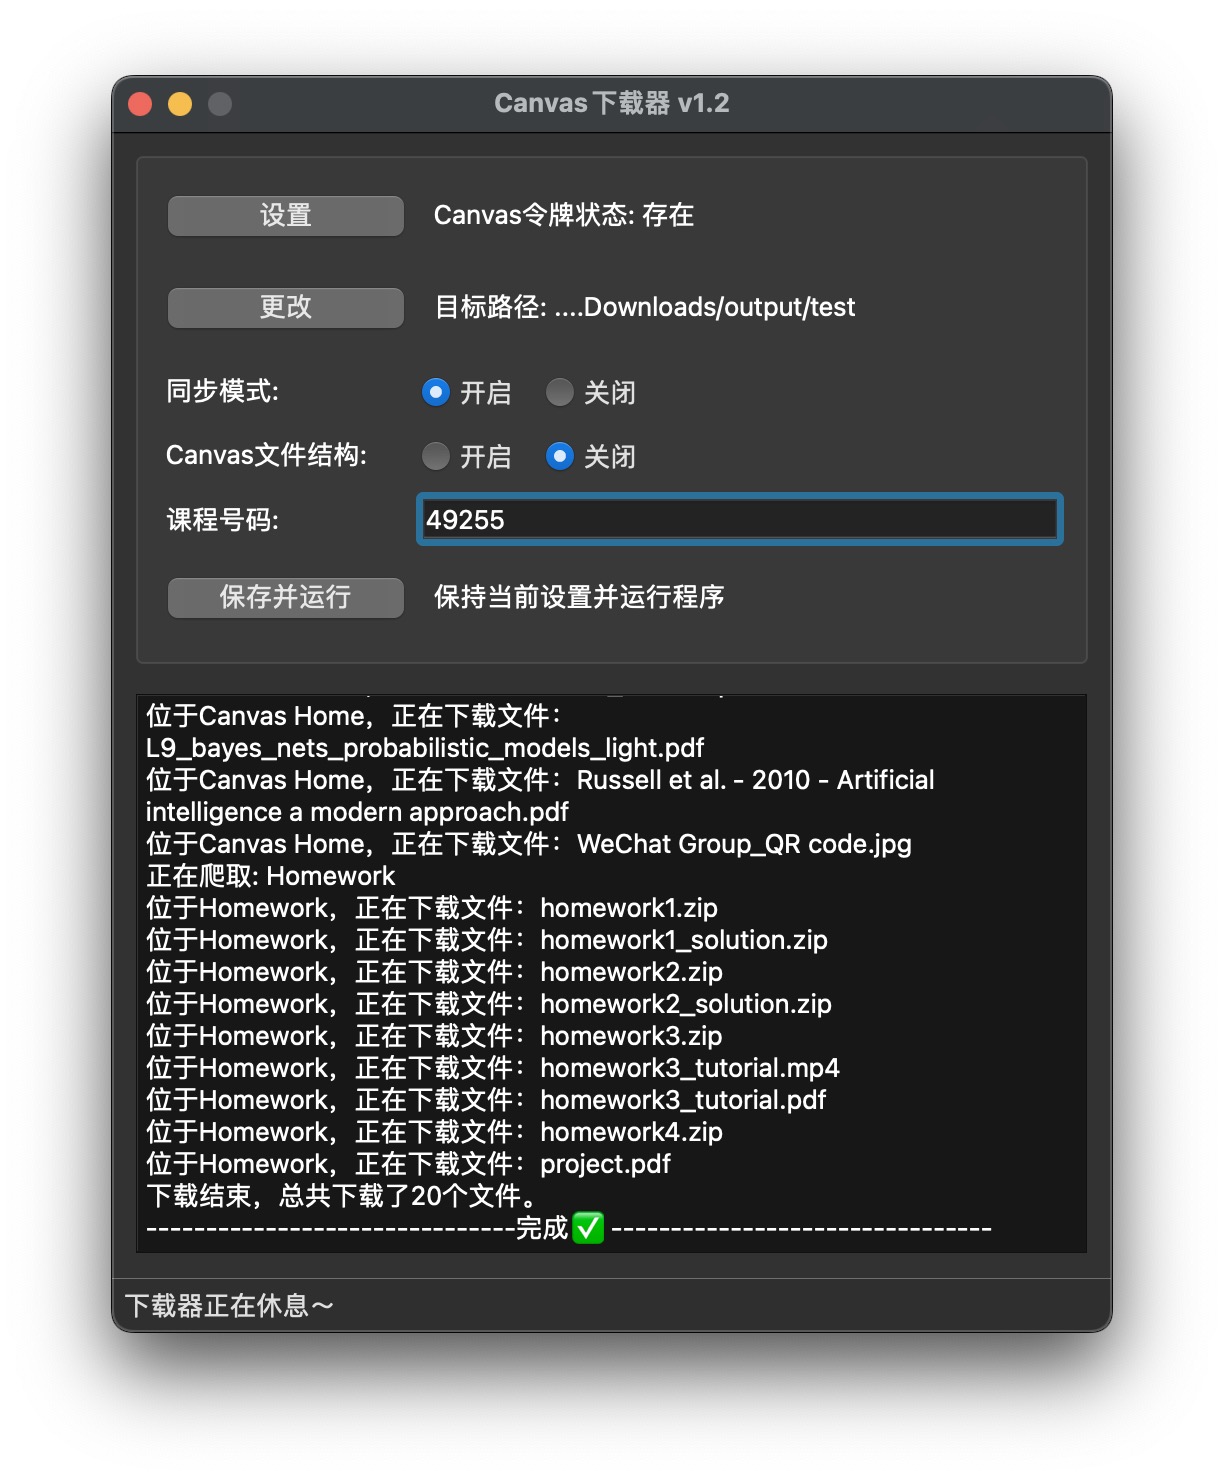 Canvas下载器 v1.2
设置 Canvas令牌状态: 存在
更改 目标路径: ....Downloads/output/test
同步模式: 开启 关闭
Canvas文件结构: 开启 关闭
课程号码: 49255
保存并运行 保持当前设置并运行程序
位于Canvas Home，正在下载文件：
L9_bayes_nets_probabilistic_models_light.pdf
位于Canvas Home，正在下载文件：Russell et al. - 2010 - Artificial
intelligence a modern approach.pdf
位于Canvas Home，正在下载文件：WeChat Group_QR code.jpg
正在爬取: Homework
位于Homework，正在下载文件：homework1.zip
位于Homework，正在下载文件：homework1_solution.zip
位于Homework，正在下载文件：homework2.zip
位于Homework，正在下载文件：homework2_solution.zip
位于Homework，正在下载文件：homework3.zip
位于Homework，正在下载文件：homework3_tutorial.mp4
位于Homework，正在下载文件：homework3_tutorial.pdf
位于Homework，正在下载文件：homework4.zip
位于Homework，正在下载文件：project.pdf
下载结束，总共下载了20个文件。
-------------------------------完成✅--------------------------------
下载器正在休息～